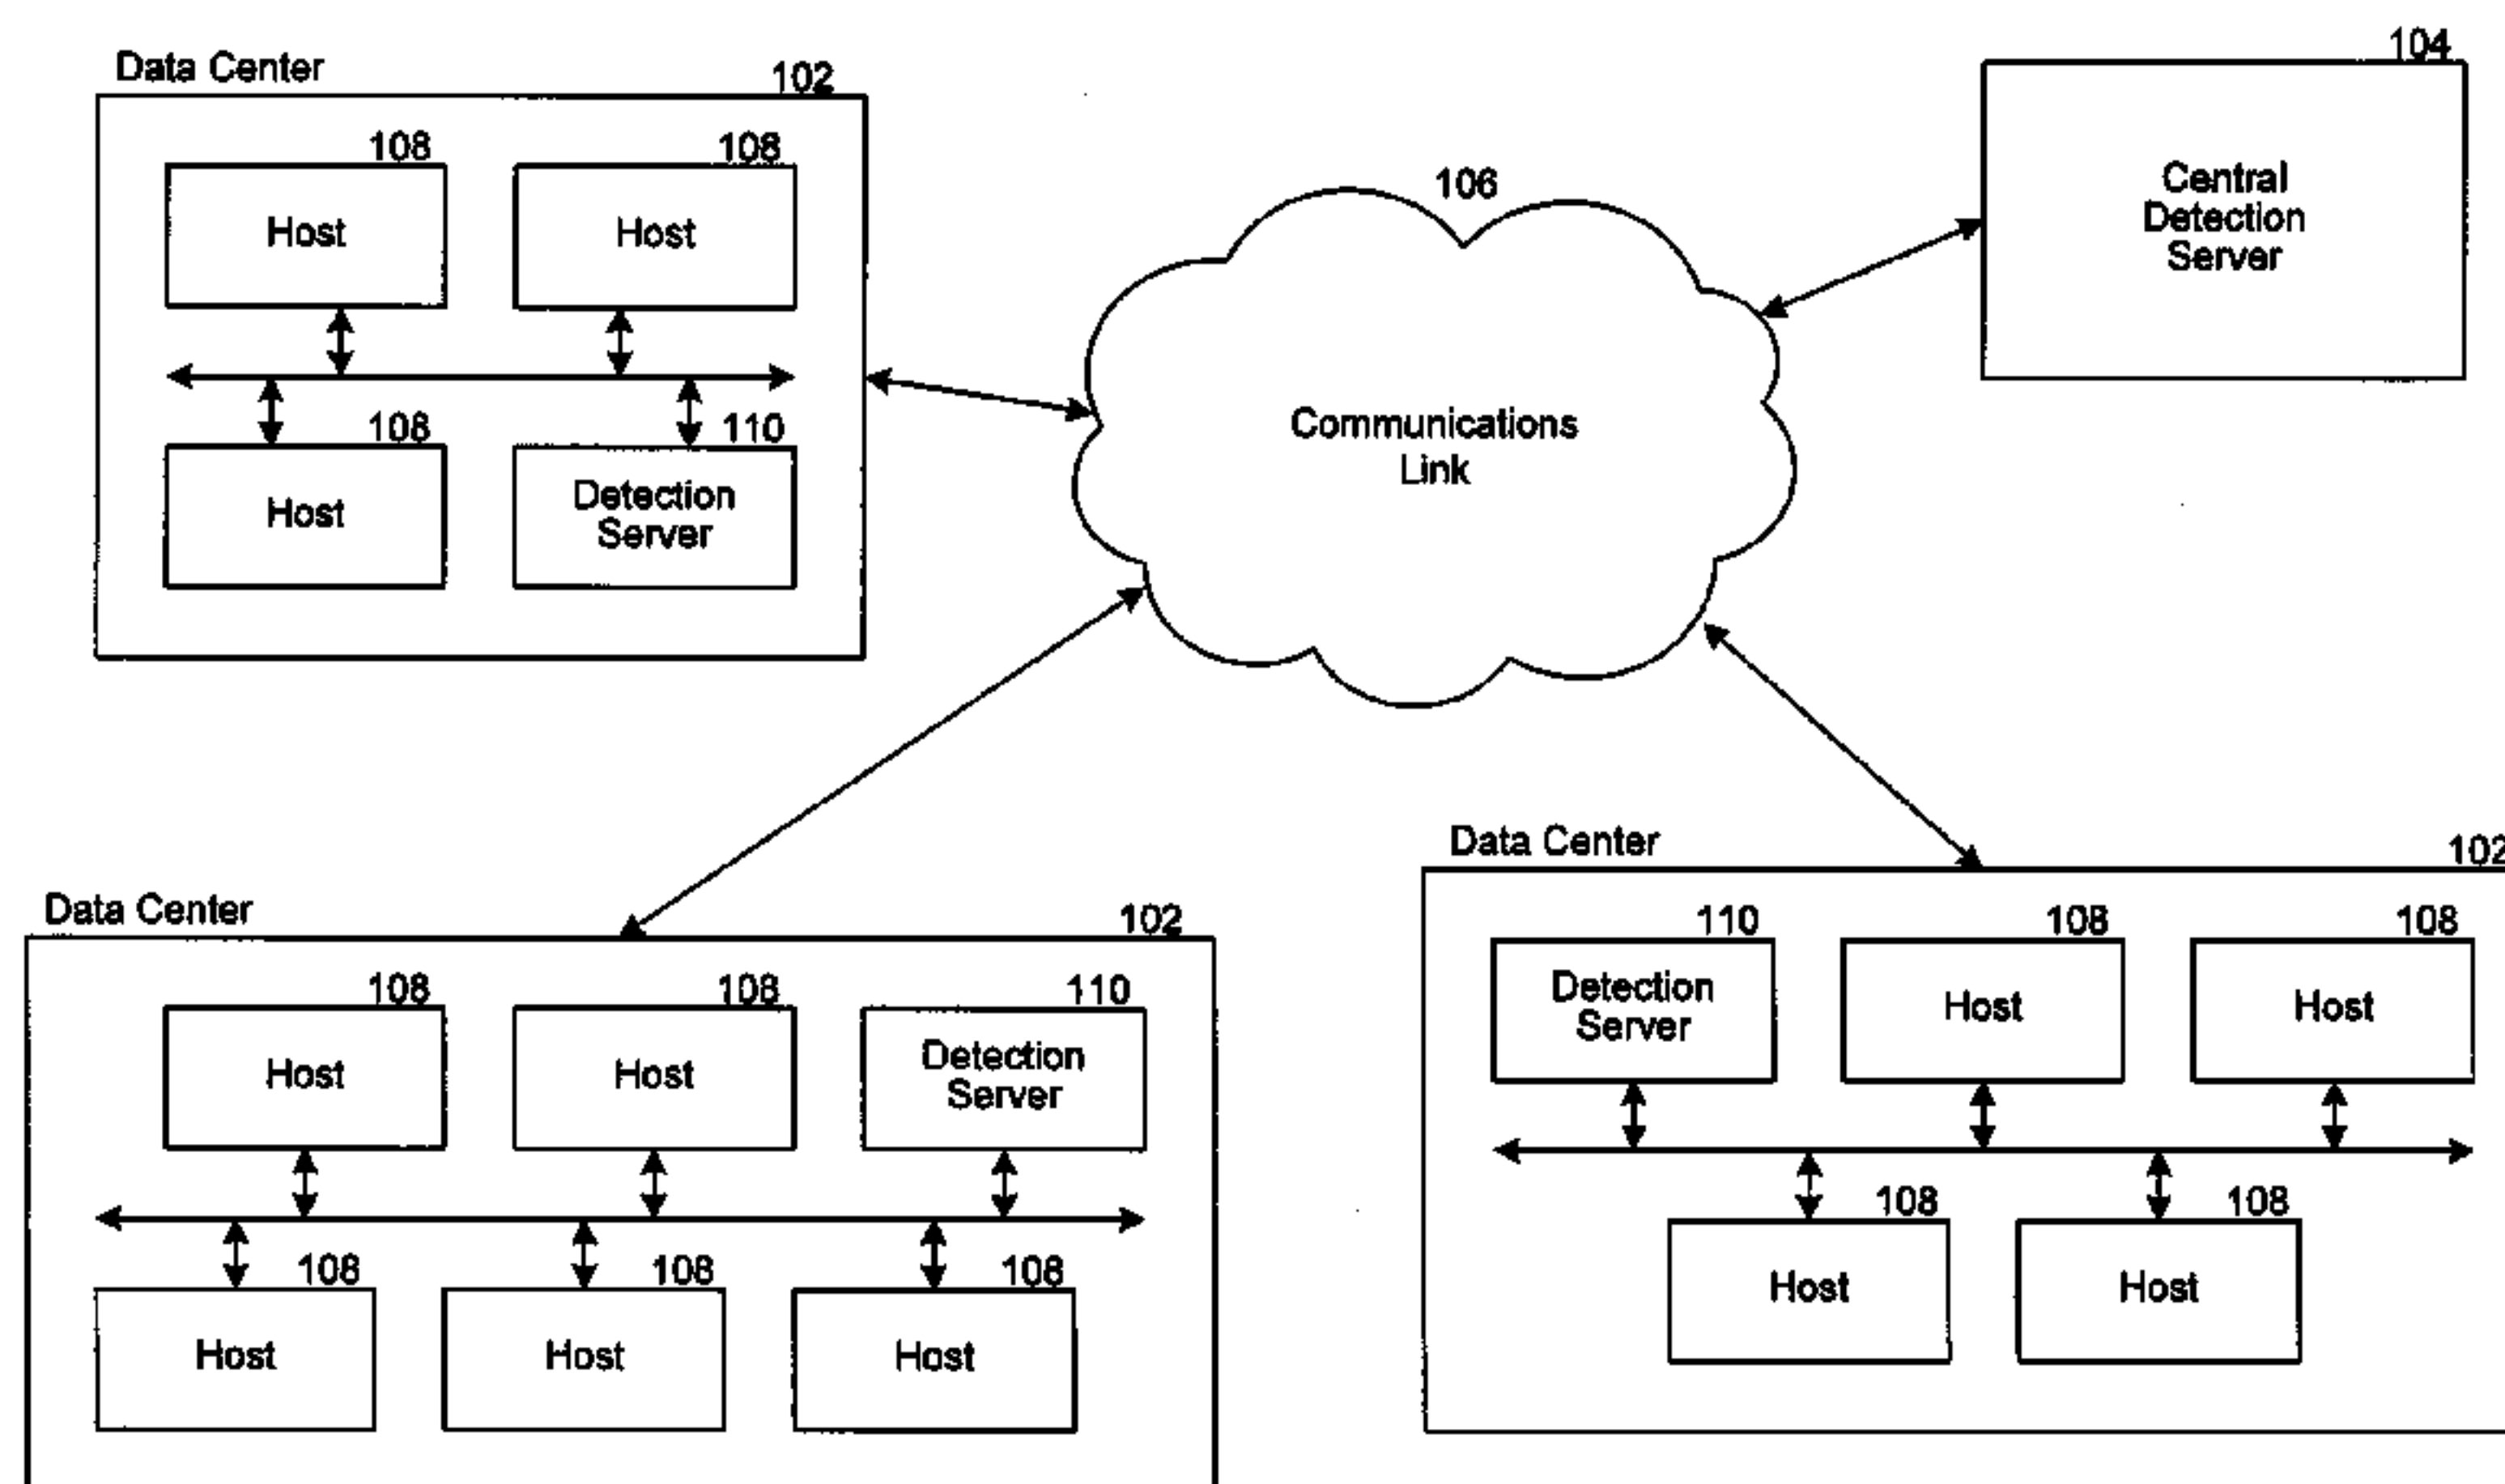 Data Center
102
108
108
Host
Host
108
110
Host
Detection
Server
106
Communications
Link
104
Central
Detection
Server
Data Center
102
108
108
110
Host
Host
Detection
Server
108
108
108
Host
Host
Host
Data Center
102
110
108
108
Detection
Server
Host
Host
108
108
Host
Host